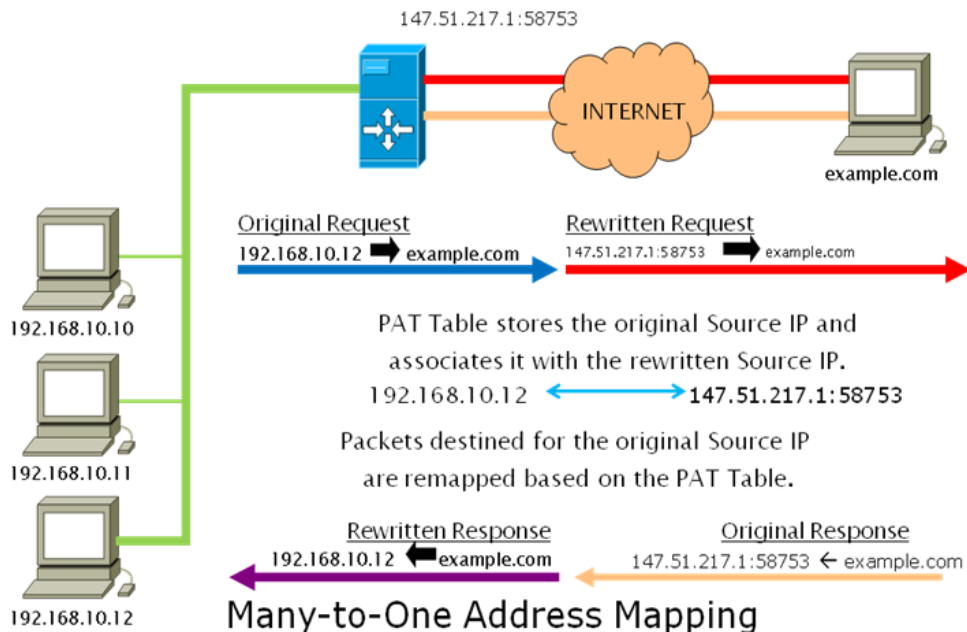 147.51.217.1:58753
INTERNET
example.com
Original Request
192.168.10.12 example.com
Rewritten Request
147.51.217.1:58753 example.com
192.168.10.10
PAT Table stores the original Source IP and
associates it with the rewritten Source IP.
192.168.10.12 147.51.217.1:58753
192.168.10.11
Packets destined for the original Source IP
are remapped based on the PAT Table.
Rewritten Response
192.168.10.12 example.com
Original Response
147.51.217.1:58753 ← example.com
192.168.10.12
Many-to-One Address Mapping